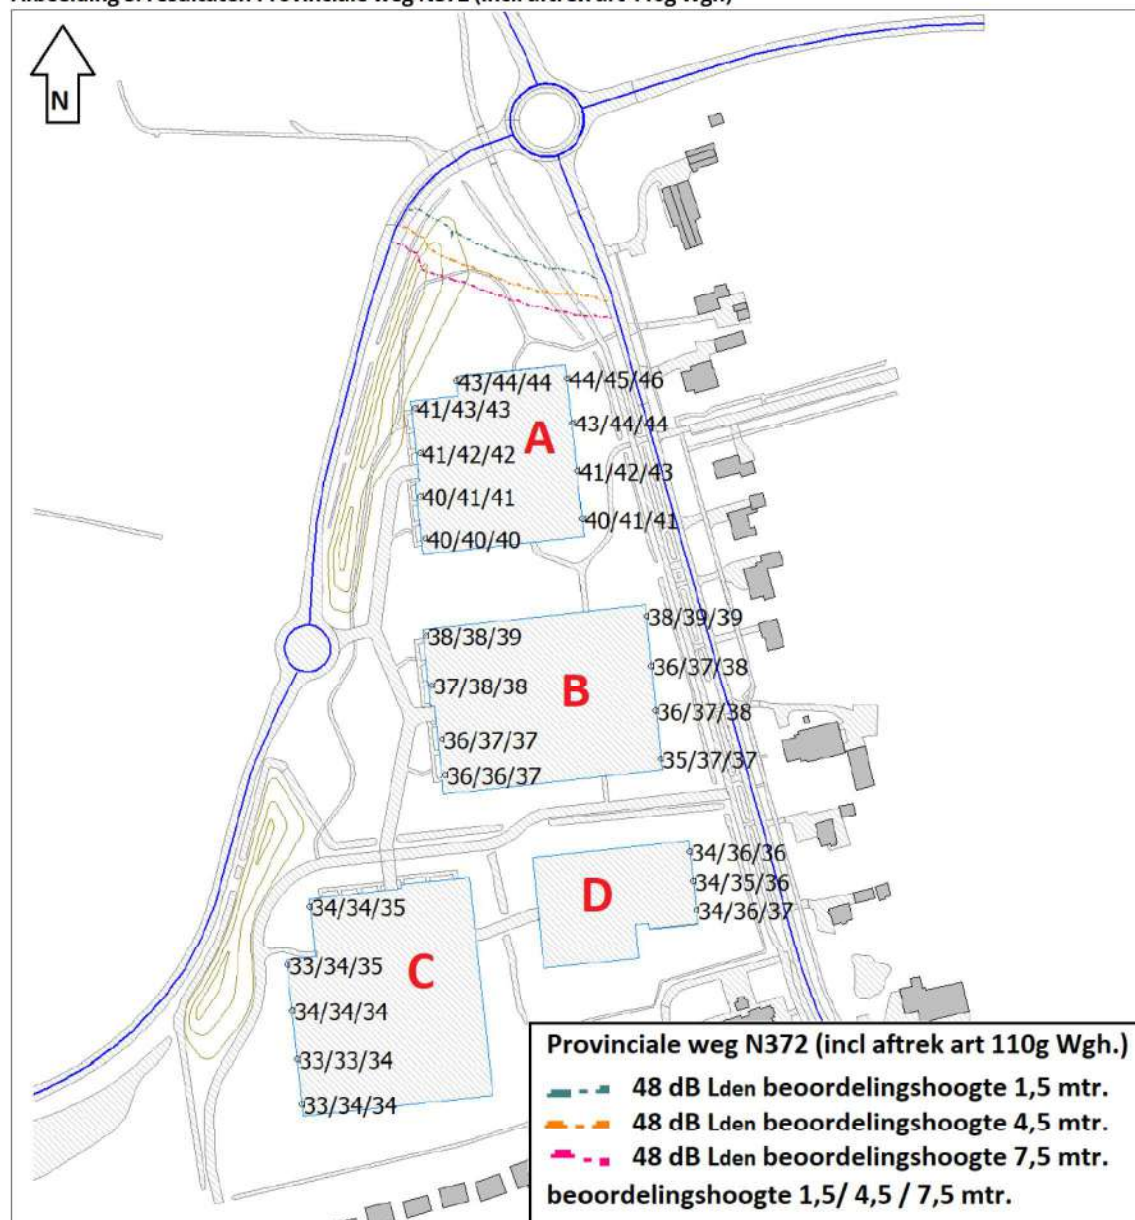 N
43/44/44
44/45/46
41/43/43
43/44/44
A
41/42/42
41/42/43
40/41/41
40/41/41
40/40/40
38/39/39
38/38/39
36/37/38
37/38/38
B
36/37/38
36/37/37
35/37/37
36/36/37
34/36/36
34/35/36
D
34/36/37
34/34/35
33/34/35
C
34/34/34
33/33/34
33/34/34
Provinciale weg N372 (incl aftrek art 110g Wgh.)
48 dB Lden beoordelingshoogte 1,5 mtr.
48 dB Lden beoordelingshoogte 4,5 mtr.
48 dB Lden beoordelingshoogte 7,5 mtr.
beoordelingshoogte 1,5/ 4,5 / 7,5 mtr.